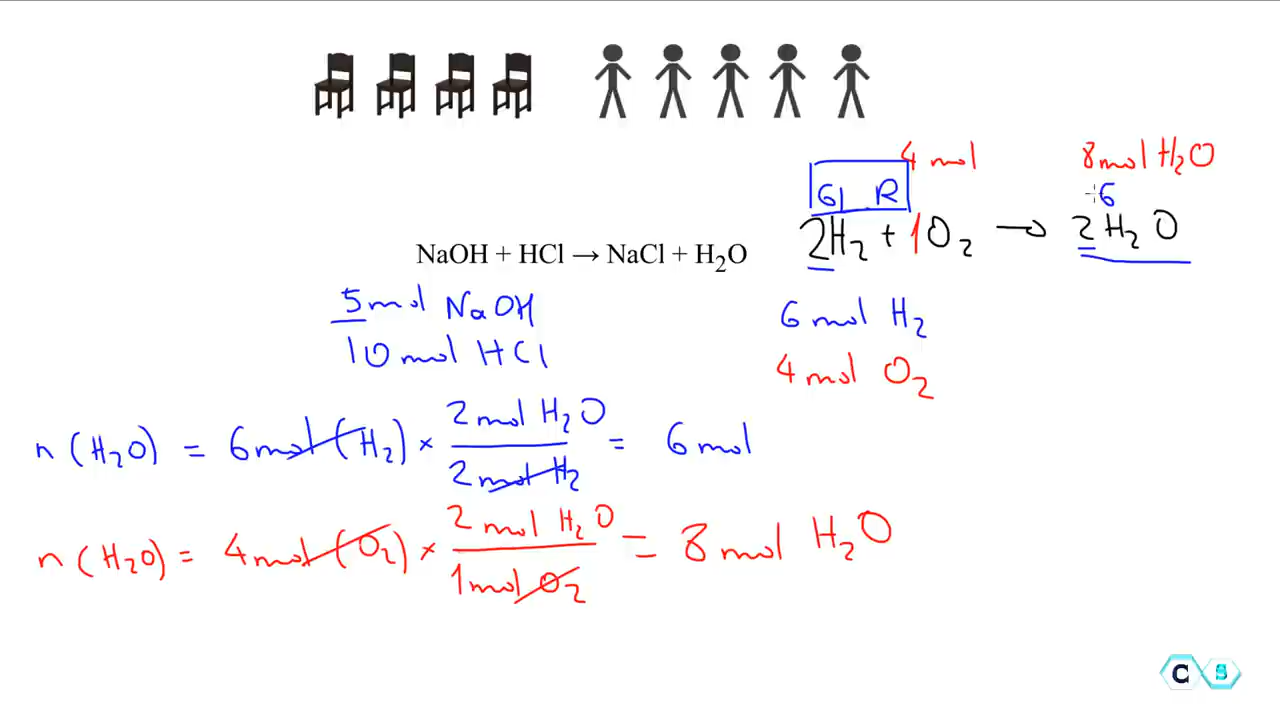 4 mol 8 mol H₂O
6 R 6
2H₂ + 1O₂ → 2H₂O
NaOH + HCl → NaCl + H₂O
5 mol NaOH
10 mol HCl
6 mol H₂
4 mol O₂
n (H₂O) = 6 mol (H₂) × 2 mol H₂O / 2 mol H₂ = 6 mol
n (H₂O) = 4 mol (O₂) × 2 mol H₂O / 1 mol O₂ = 8 mol H₂O
C S